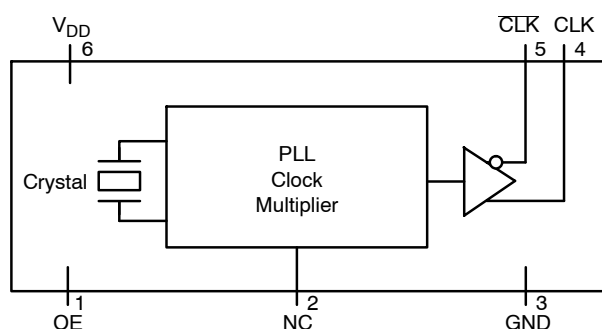 VDD
6
CLK
5
CLK
4
PLL
Clock
Multiplier
Crystal
1
OE
2
NC
3
GND